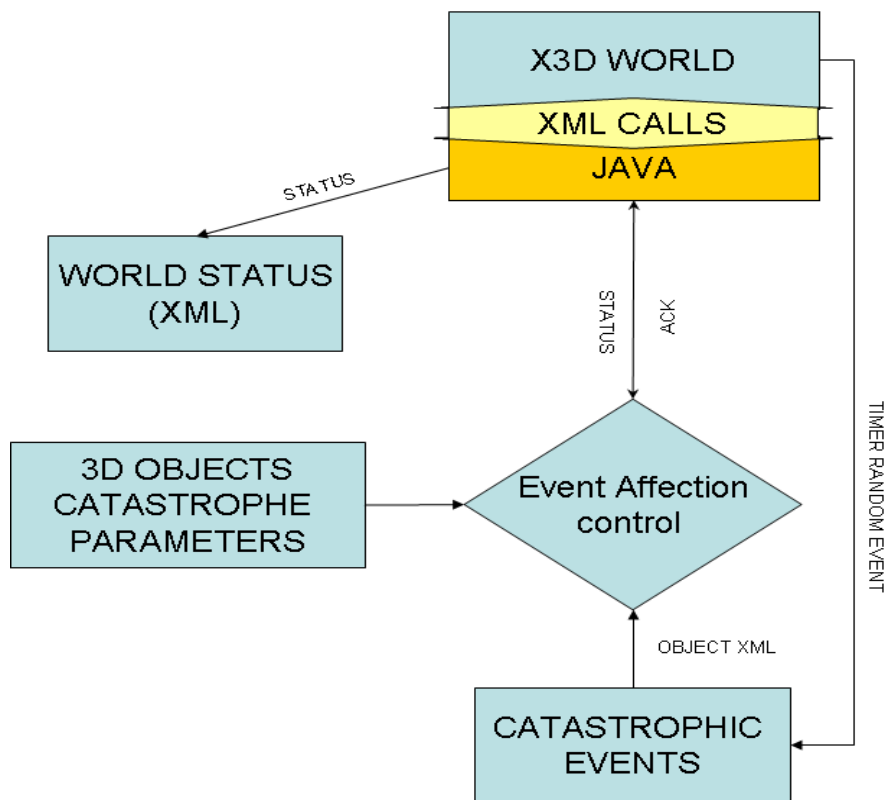 X3D WORLD
XML CALLS
JAVA
STATUS
WORLD STATUS
(XML)
STATUS
ACK
TIMER RANDOM EVENT
3D OBJECTS
CATASTROPHE
PARAMETERS
Event Affection
control
OBJECT XML
CATASTROPHIC
EVENTS